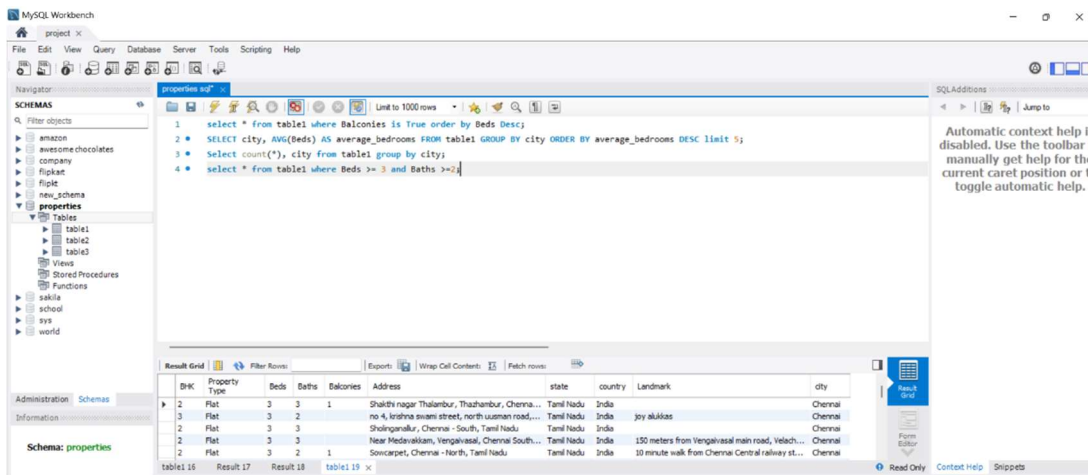 MySQL Workbench
project ×
File Edit View Query Database Server Tools Scripting Help
Navigator
properties sql* ×
SQLAdditions
SCHEMAS
Limit to 1000 rows
Jump to
Filter objects
amazon
awesome chocolates
company
flipkart
flipkt
new_schema
properties
Tables
table1
table2
table3
Views
Stored Procedures
Functions
sakila
school
sys
world
1 select * from table1 where Balconies is True order by Beds Desc;
2 SELECT city, AVG(Beds) AS average_bedrooms FROM table1 GROUP BY city ORDER BY average_bedrooms DESC limit 5;
3 Select count(*), city from table1 group by city;
4 select * from table1 where Beds >= 3 and Baths >=2;
Automatic context help i
disabled. Use the toolbar
manually get help for the
current caret position or t
toggle automatic help.
Result Grid Filter Rows: Export: Wrap Cell Content: Fetch rows:
BHK Property Type Beds Baths Balconies Address state country Landmark city
2 Flat 3 3 1 Shakthi nagar Thalambur, Thazhambur, Chenna... Tamil Nadu India Chennai
3 Flat 3 2 no 4, krishna swami street, north uusman road,... Tamil Nadu India joy alukkas Chennai
2 Flat 3 3 Sholinganallur, Chennai - South, Tamil Nadu Tamil Nadu India Chennai
2 Flat 3 3 Near Medavakkam, Vengaivasal, Chennai South... Tamil Nadu India 150 meters from Vengaivasal main road, Velach... Chennai
2 Flat 3 2 1 Sowcarpet, Chennai - North, Tamil Nadu Tamil Nadu India 10 minute walk from Chennai Central railway st... Chennai
Result Grid
Form Editor
Administration Schemas
Information
Schema: properties
table1 16 Result 17 Result 18 table1 19 ×
Read Only
Context Help Snippets